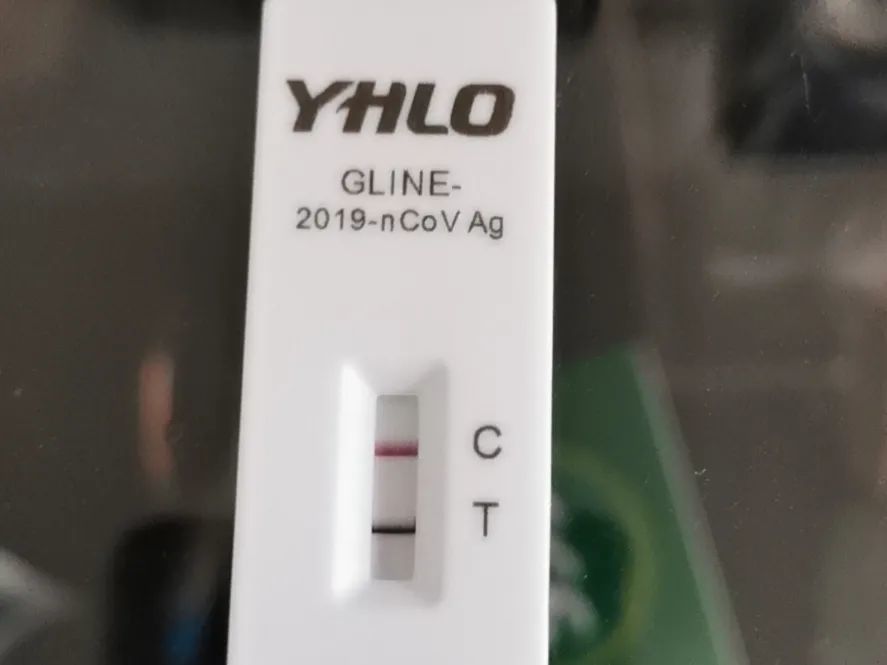 YHLO
GLINE-
2019-nCoV Ag
C
T